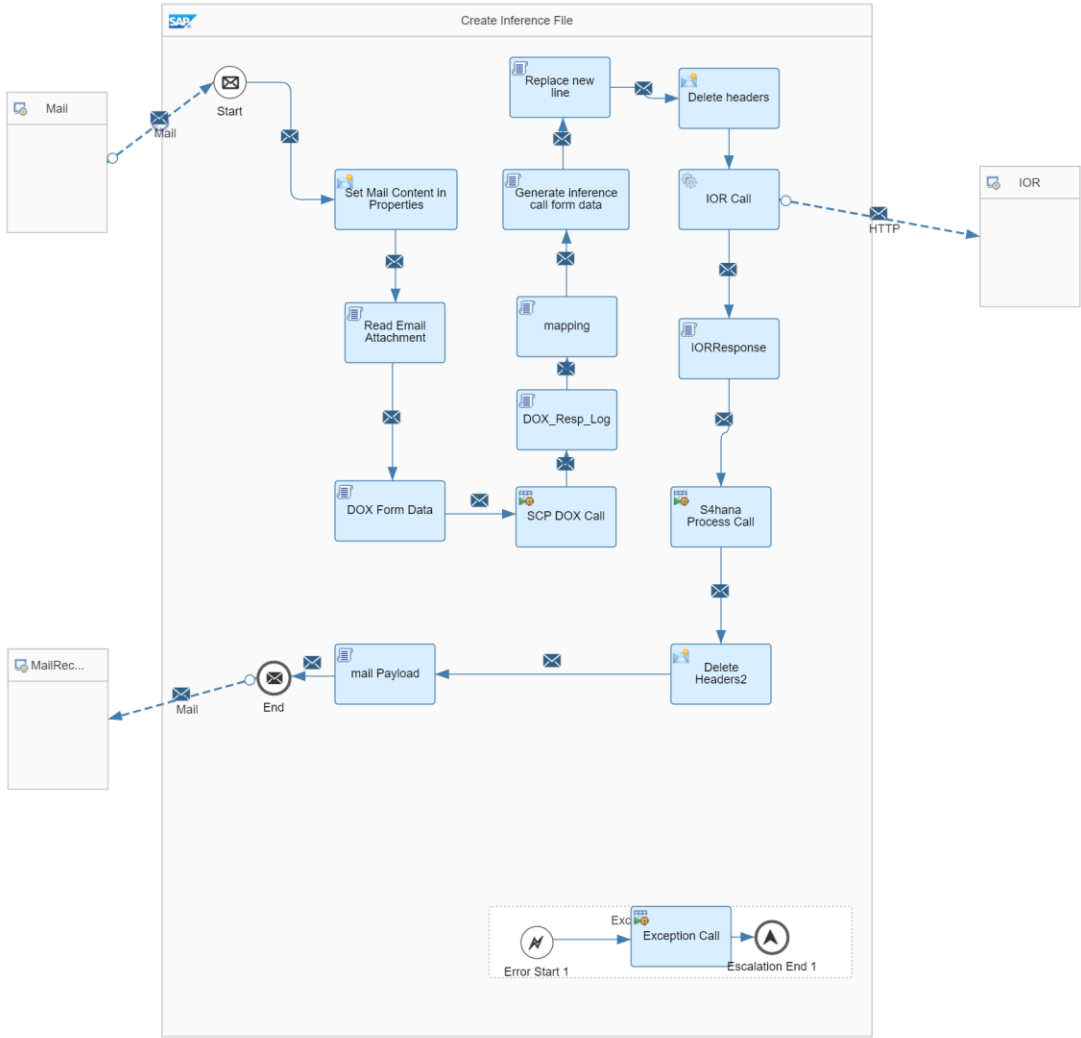 SAP
Create Inference File
Mail
Mail
Start
Replace new
line
Delete headers
Set Mail Content in
Properties
Generate inference
call form data
IOR Call
HTTP
IOR
Read Email
Attachment
mapping
IORResponse
DOX_Resp_Log
DOX Form Data
SCP DOX Call
S4hana
Process Call
MailRec...
Mail
End
mail Payload
Delete
Headers2
Exc
Exception Call
Error Start 1
Escalation End 1